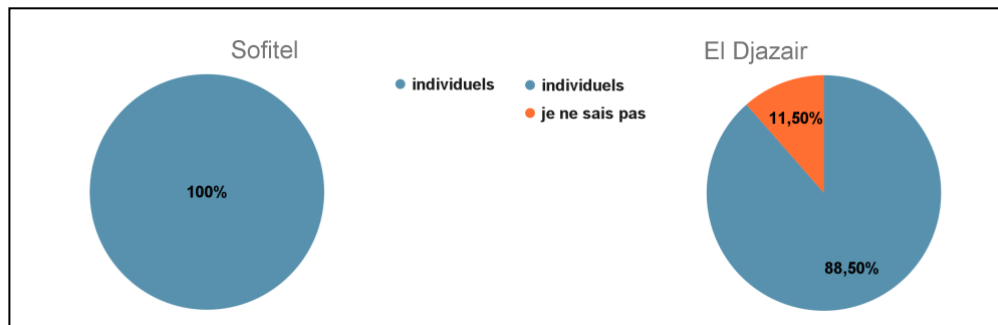 Sofitel
100%
individuels
individuels
je ne sais pas
El Djazair
11,50%
88,50%